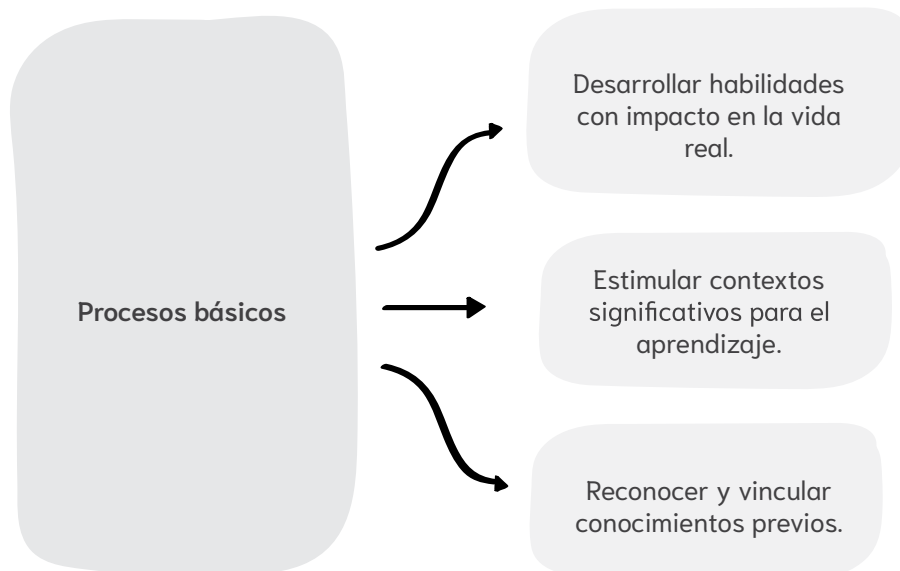 Procesos básicos
Desarrollar habilidades
con impacto en la vida
real.
Estimular contextos
significativos para el
aprendizaje.
Reconocer y vincular
conocimientos previos.